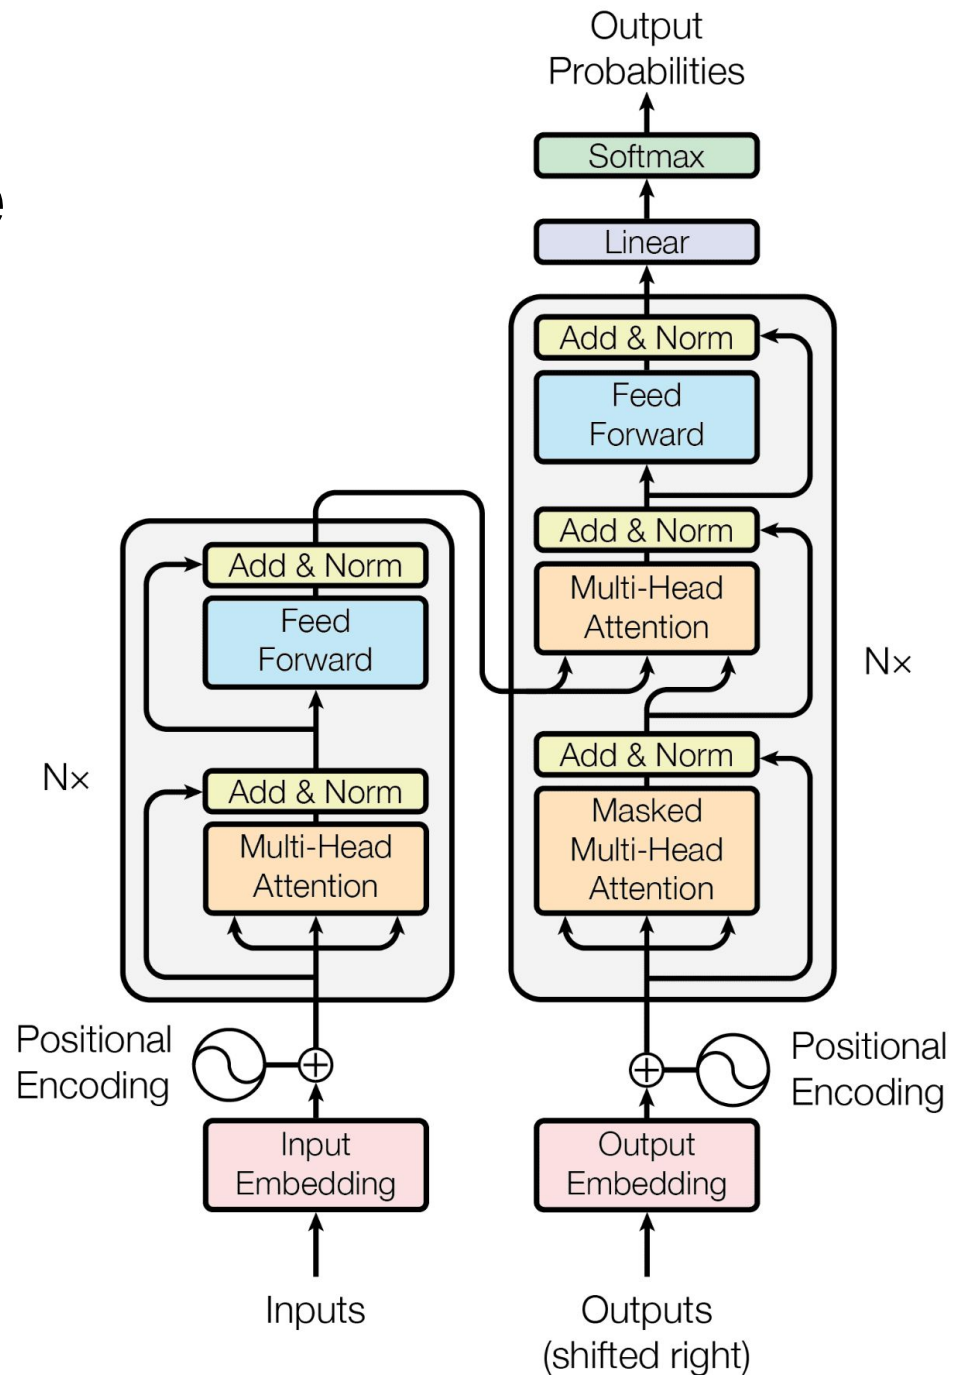 Output
Probabilities
Softmax
Linear
Add & Norm
Feed
Forward
Add & Norm
Multi-Head
Attention
Add & Norm
Masked
Multi-Head
Attention
Nx
Add & Norm
Feed
Forward
Add & Norm
Multi-Head
Attention
Nx
Positional
Encoding
Positional
Encoding
Input
Embedding
Output
Embedding
Inputs
Outputs
(shifted right)